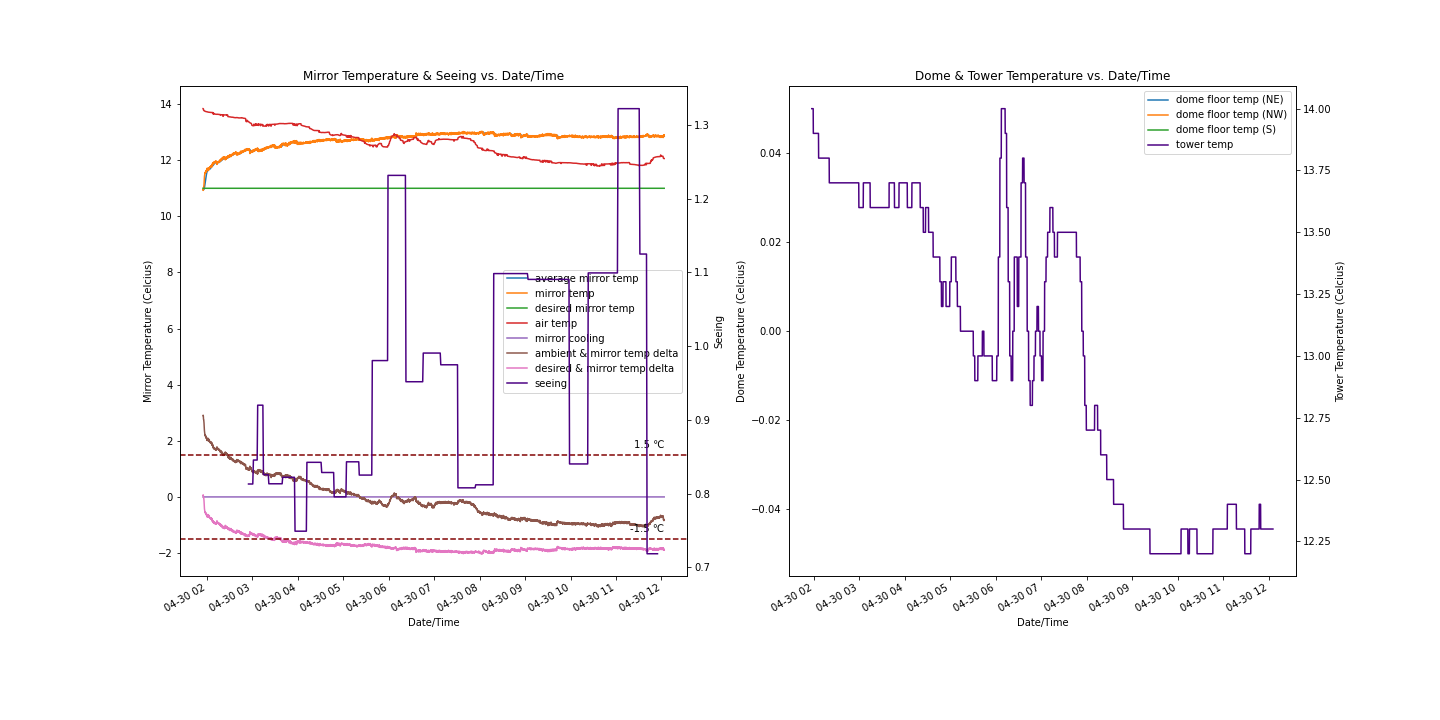 Mirror Temperature & Seeing vs. Date/Time
Mirror Temperature (Celcius)
14
12
10
8
6
4
2
0
−2
1.3
1.2
1.1
1.0
0.9
0.8
0.7
Seeing
average mirror temp
mirror temp
desired mirror temp
air temp
mirror cooling
ambient & mirror temp delta
desired & mirror temp delta
seeing
1.5 °C
-1.5 °C
04-30 02
04-30 03
04-30 04
04-30 05
04-30 06
04-30 07
04-30 08
04-30 09
04-30 10
04-30 11
04-30 12
Date/Time
Dome & Tower Temperature vs. Date/Time
Dome Temperature (Celcius)
0.04
0.02
0.00
−0.02
−0.04
dome floor temp (NE)
dome floor temp (NW)
dome floor temp (S)
tower temp
14.00
13.75
13.50
13.25
13.00
12.75
12.50
12.25
Tower Temperature (Celcius)
04-30 02
04-30 03
04-30 04
04-30 05
04-30 06
04-30 07
04-30 08
04-30 09
04-30 10
04-30 11
04-30 12
Date/Time